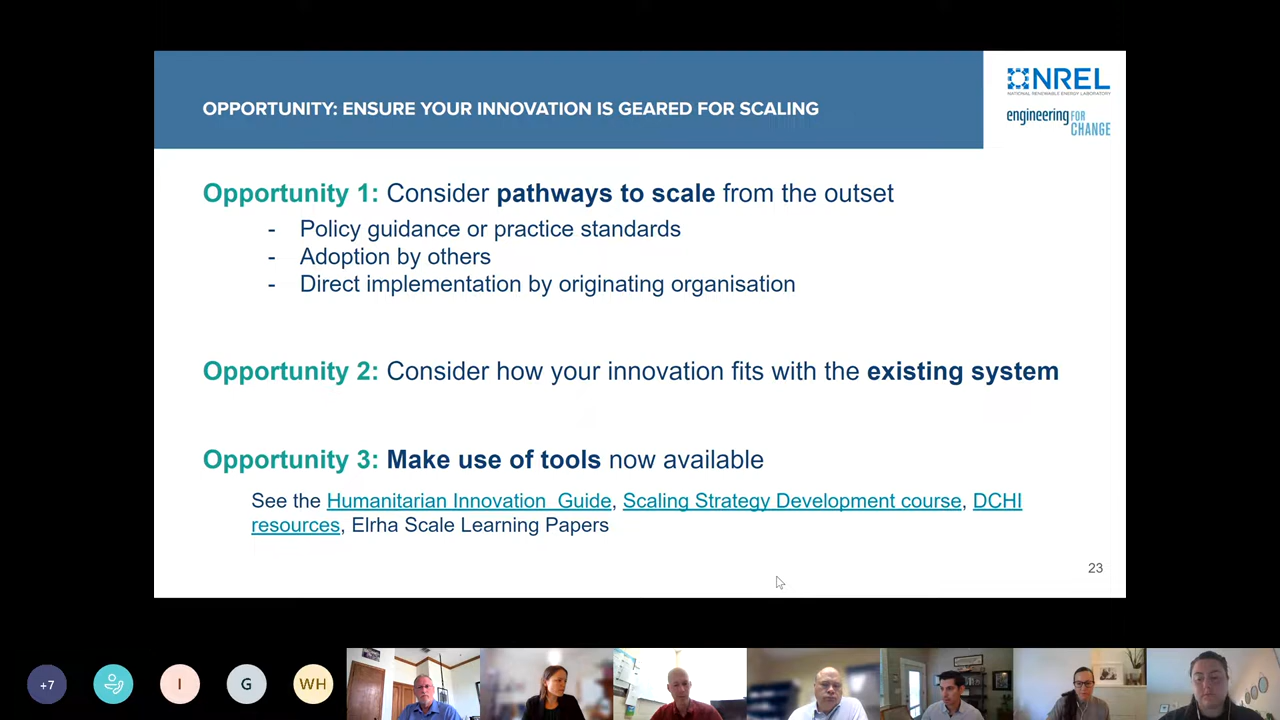 OPPORTUNITY: ENSURE YOUR INNOVATION IS GEARED FOR SCALING
NREL
NATIONAL RENEWABLE ENERGY LABORATORY
engineering FOR
CHANGE
Opportunity 1: Consider pathways to scale from the outset
- Policy guidance or practice standards
- Adoption by others
- Direct implementation by originating organisation
Opportunity 2: Consider how your innovation fits with the existing system
Opportunity 3: Make use of tools now available
See the Humanitarian Innovation Guide, Scaling Strategy Development course, DCHI
resources, Elrha Scale Learning Papers
23
+7
I
G
WH